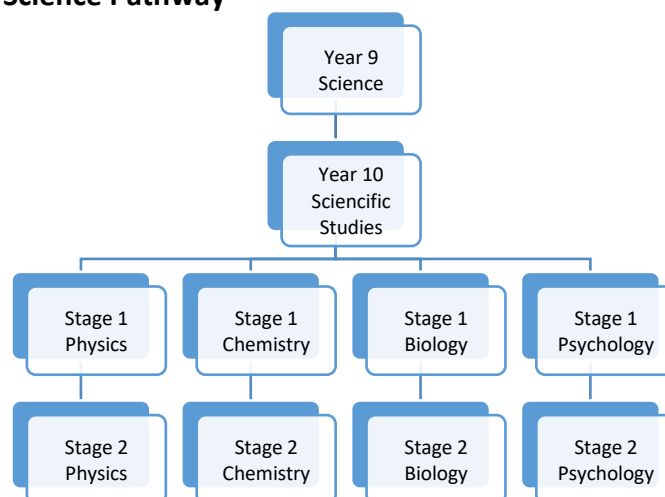 Science Pathway
Year 9
Science
Year 10
Sciencific
Studies
Stage 1
Physics
Stage 1
Chemistry
Stage 1
Biology
Stage 1
Psychology
Stage 2
Physics
Stage 2
Chemistry
Stage 2
Biology
Stage 2
Psychology